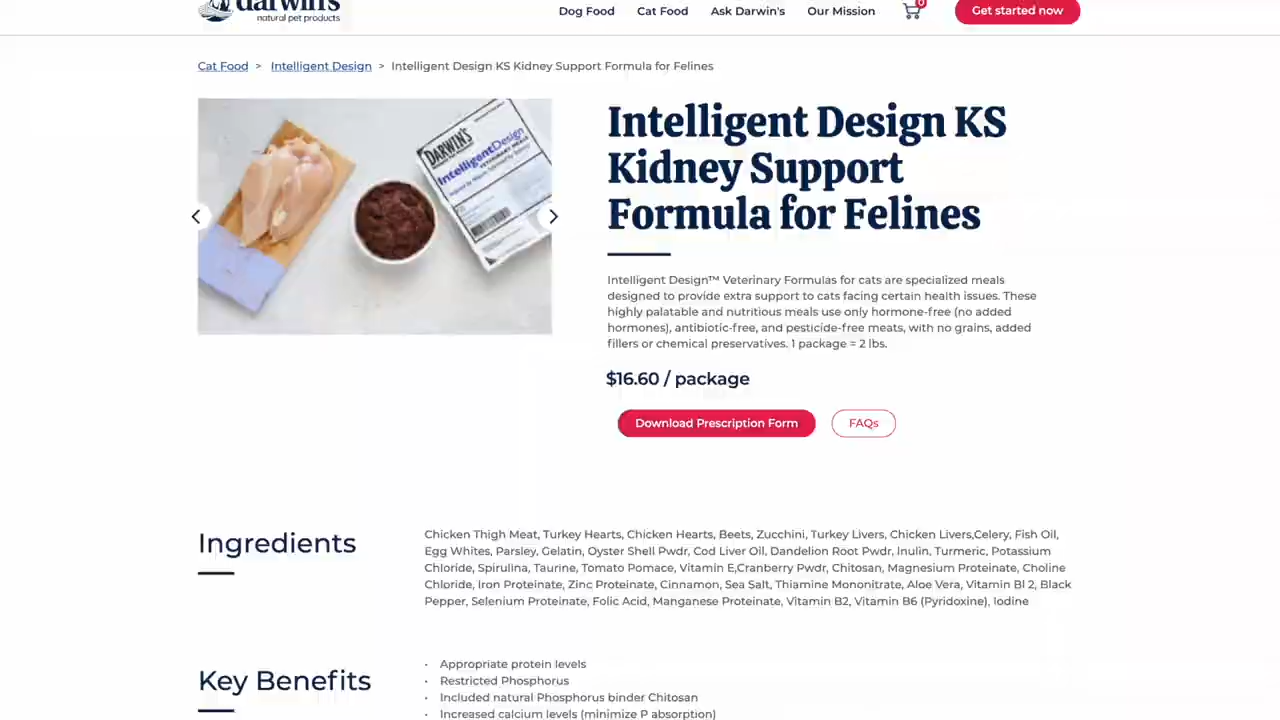 darwin's
natural pet products
Dog Food
Cat Food
Ask Darwin's
Our Mission
0
Get started now
Cat Food > Intelligent Design > Intelligent Design KS Kidney Support Formula for Felines
DARWIN'S
IntelligentDesign
VETERINARY MEALS
Intelligent Design KS
Kidney Support
Formula for Felines
Intelligent Design™ Veterinary Formulas for cats are specialized meals
designed to provide extra support to cats facing certain health issues. These
highly palatable and nutritious meals use only hormone-free (no added
hormones), antibiotic-free, and pesticide-free meats, with no grains, added
fillers or chemical preservatives. 1 package = 2 lbs.
$16.60 / package
Download Prescription Form
FAQs
Ingredients
Chicken Thigh Meat, Turkey Hearts, Chicken Hearts, Beets, Zucchini, Turkey Livers, Chicken Livers,Celery, Fish Oil,
Egg Whites, Parsley, Gelatin, Oyster Shell Pwdr, Cod Liver Oil, Dandelion Root Pwdr, Inulin, Turmeric, Potassium
Chloride, Spirulina, Taurine, Tomato Pomace, Vitamin E,Cranberry Pwdr, Chitosan, Magnesium Proteinate, Choline
Chloride, Iron Proteinate, Zinc Proteinate, Cinnamon, Sea Salt, Thiamine Mononitrate, Aloe Vera, Vitamin Bl 2, Black
Pepper, Selenium Proteinate, Folic Acid, Manganese Proteinate, Vitamin B2, Vitamin B6 (Pyridoxine), Iodine
Key Benefits
• Appropriate protein levels
• Restricted Phosphorus
• Included natural Phosphorus binder Chitosan
• Increased calcium levels (minimize P absorption)